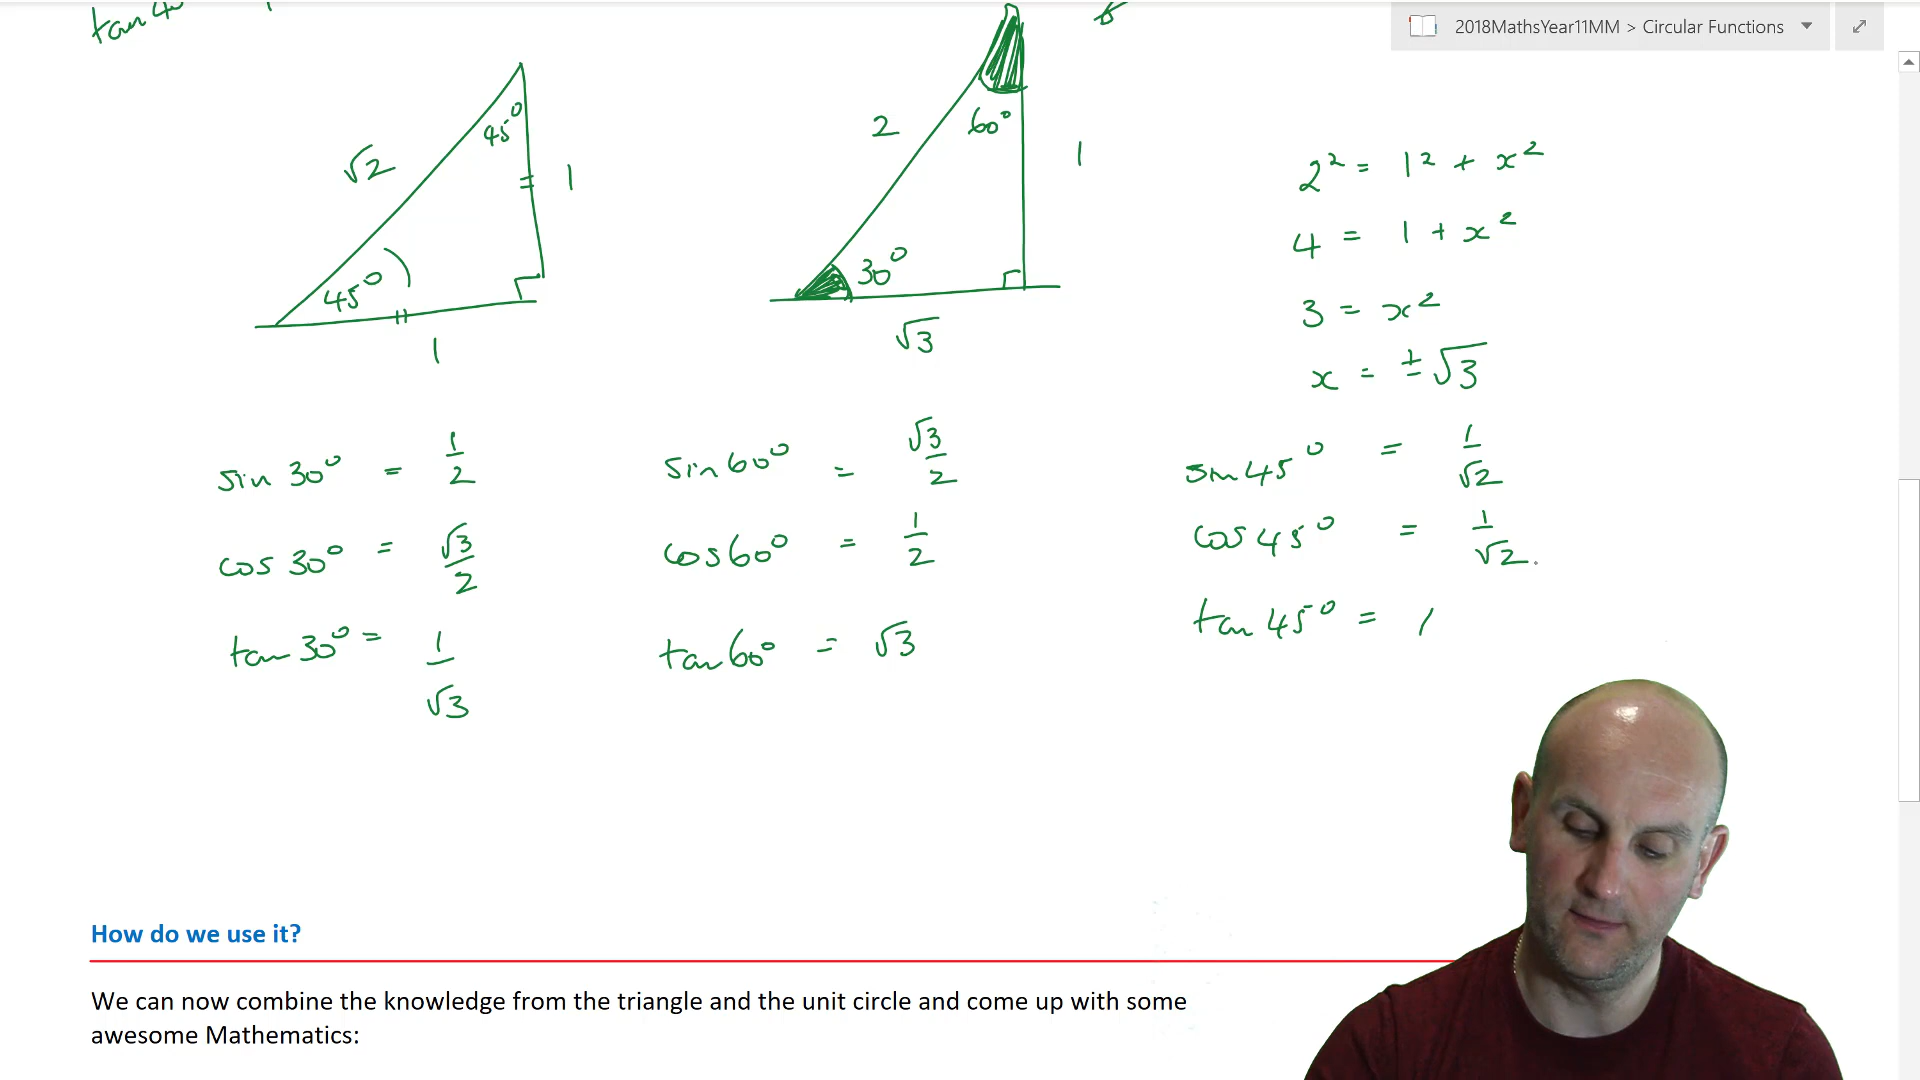 2018MathsYear11MM > Circular Functions
√2
45°
1
45°
1
2
60°
1
30°
√3
2² = 1² + x²
4 = 1 + x²
3 = x²
x = ±√3
sin 30° = 1/2
cos 30° = √3/2
tan 30° = 1/√3
sin 60° = √3/2
cos 60° = 1/2
tan 60° = √3
sin 45° = 1/√2
cos 45° = 1/√2
tan 45° = 1
How do we use it?
We can now combine the knowledge from the triangle and the unit circle and come up with some
awesome Mathematics: